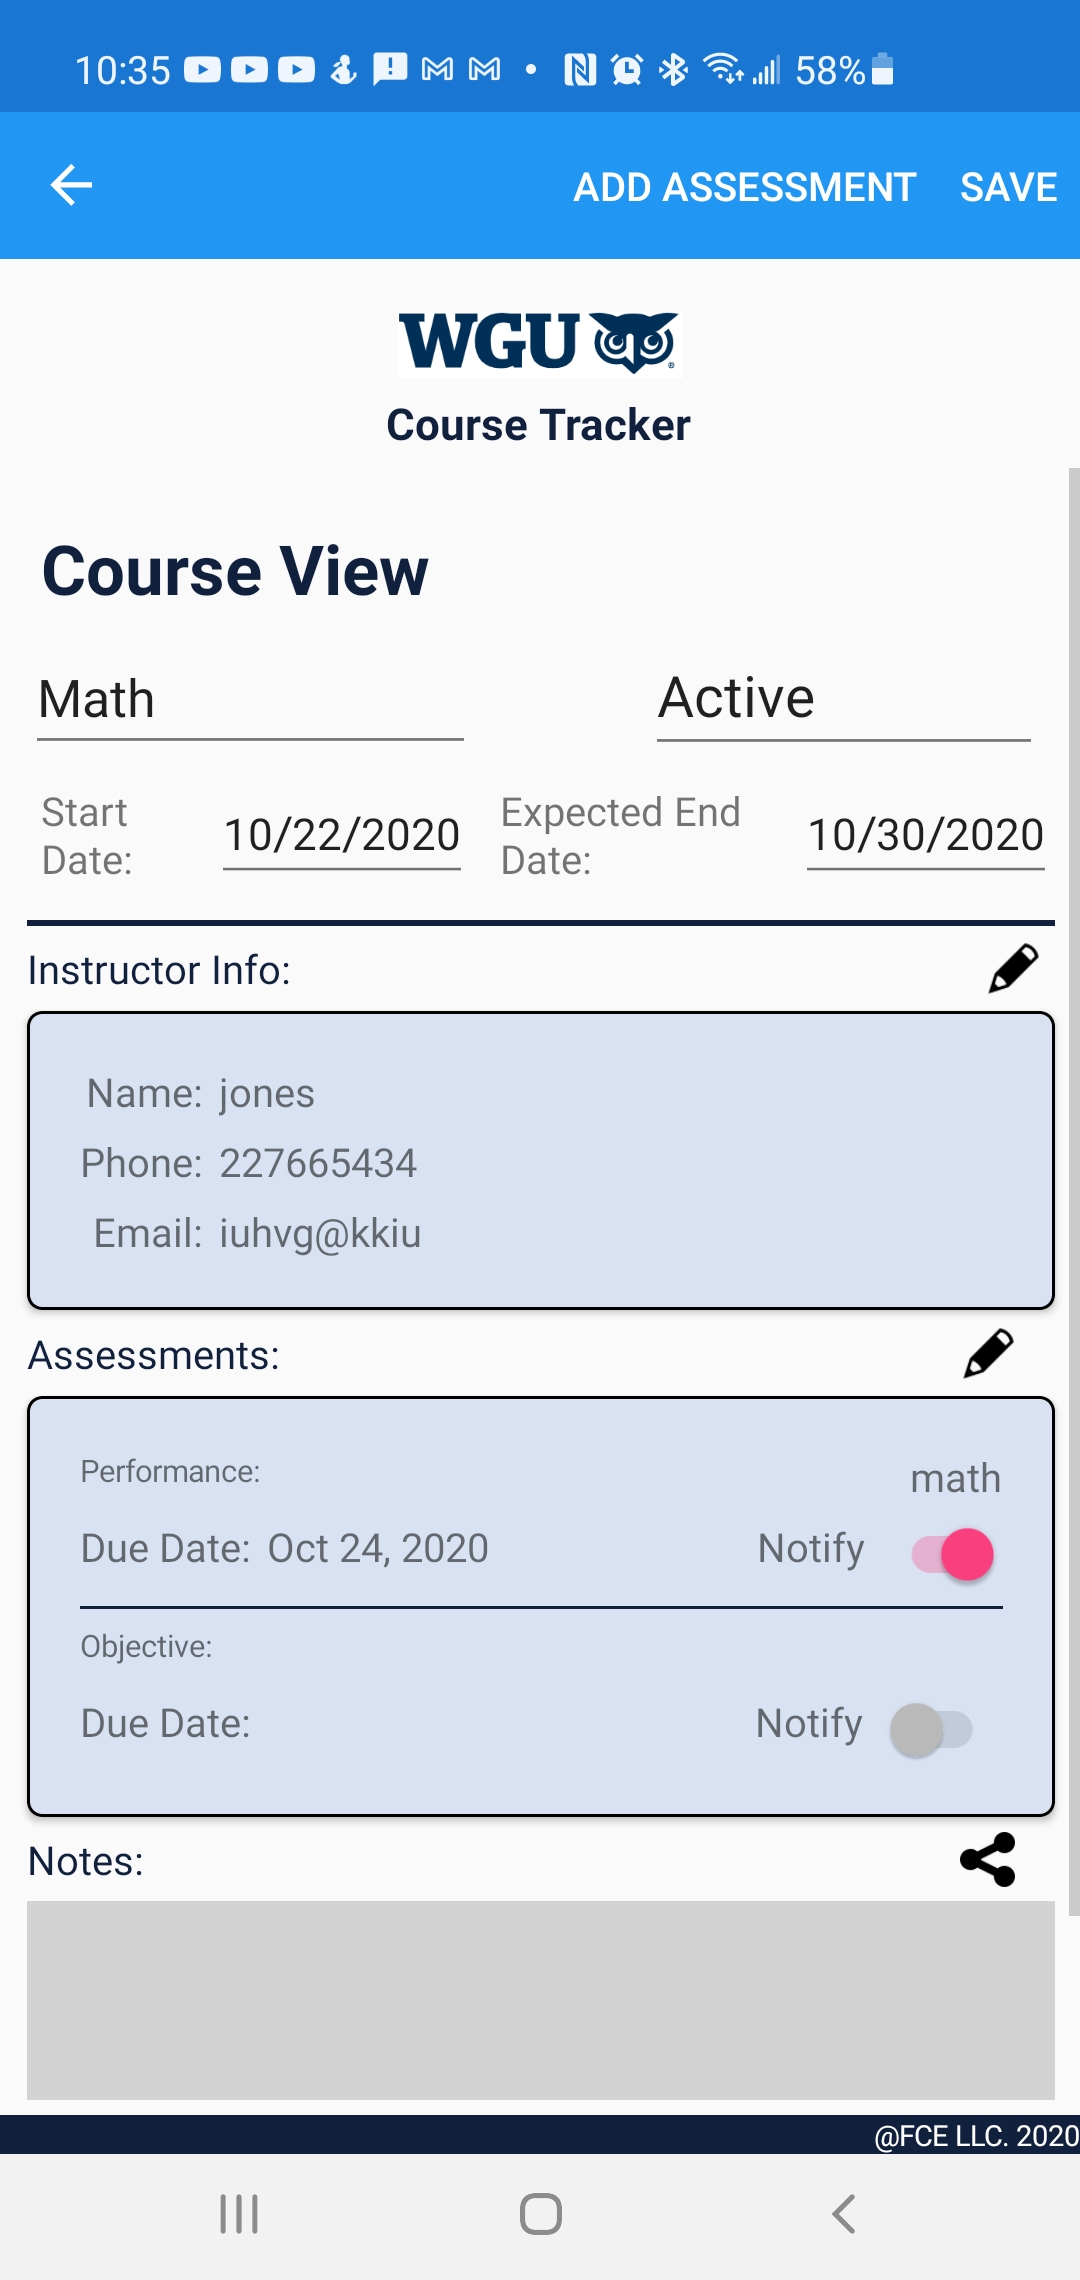 10:35 58%
ADD ASSESSMENT SAVE
WGU
Course Tracker
Course View
Math Active
Start Date: 10/22/2020 Expected End Date: 10/30/2020
Instructor Info:
Name: jones
Phone: 227665434
Email: iuhvg@kkiu
Assessments:
Performance: math
Due Date: Oct 24, 2020 Notify
Objective:
Due Date: Notify
Notes:
@FCE LLC. 2020